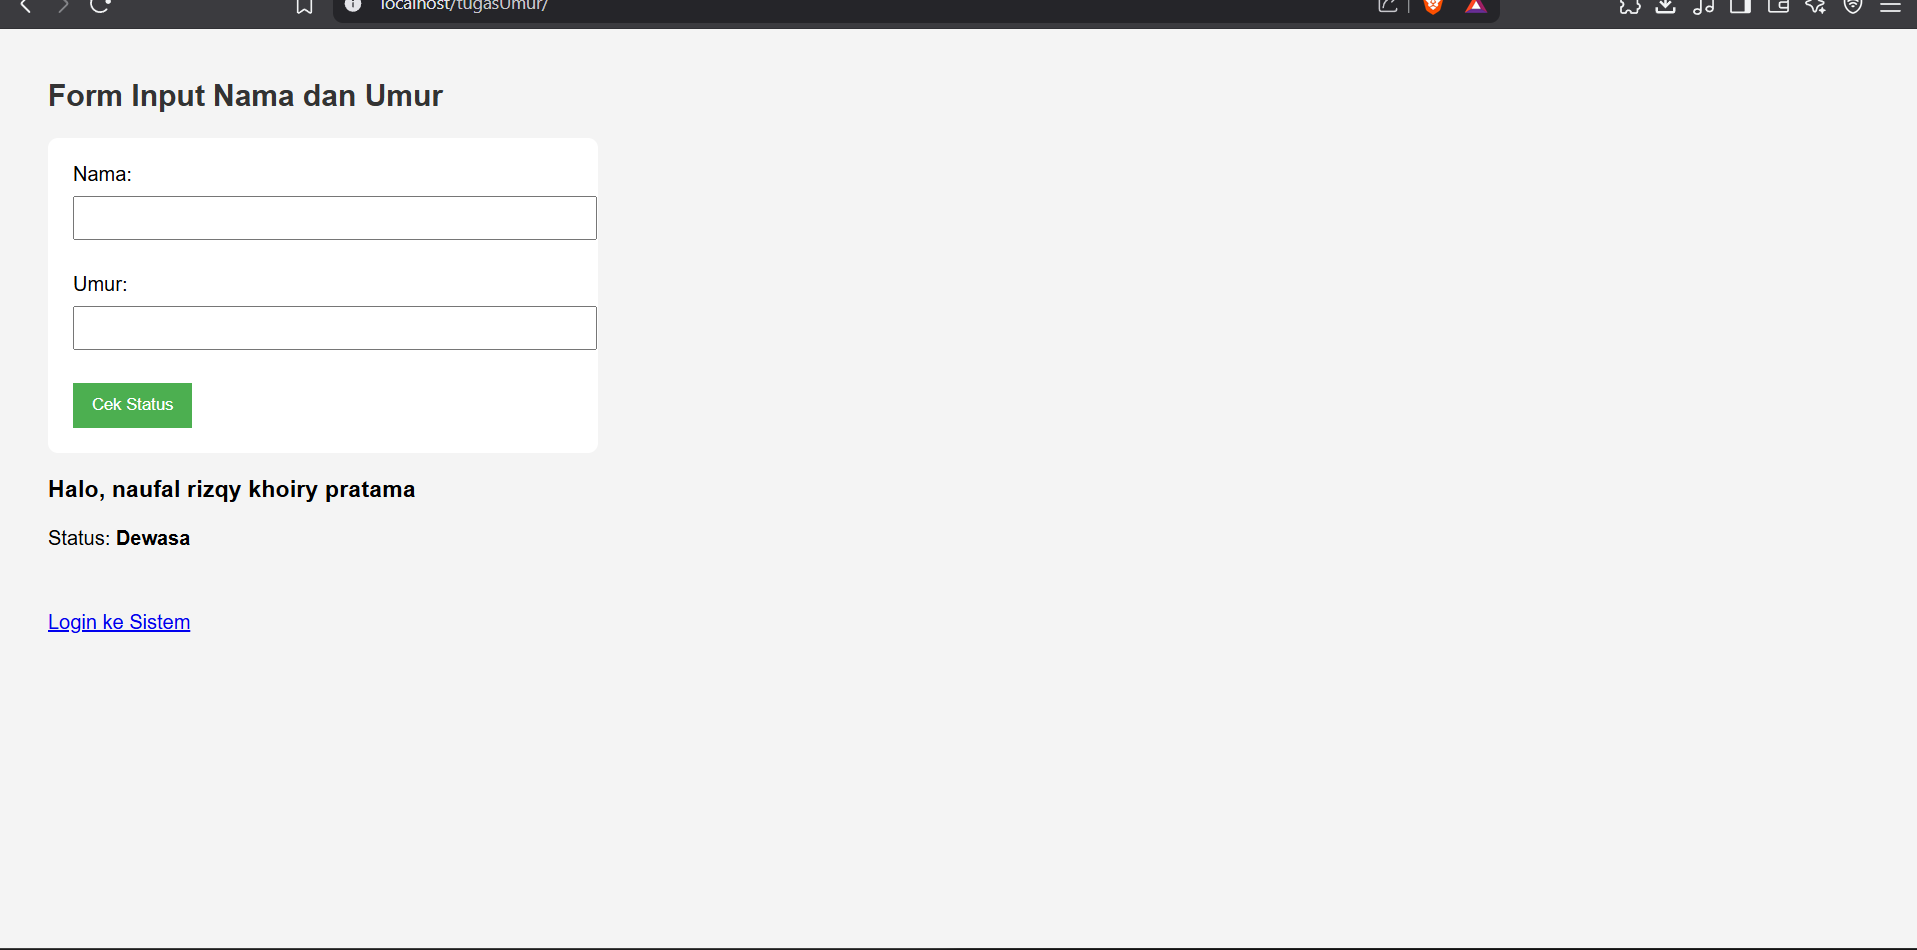 localhost/tugasUmur/
Form Input Nama dan Umur
Nama:
Umur:
Cek Status
Halo, naufal rizqy khoiry pratama
Status: Dewasa
Login ke Sistem